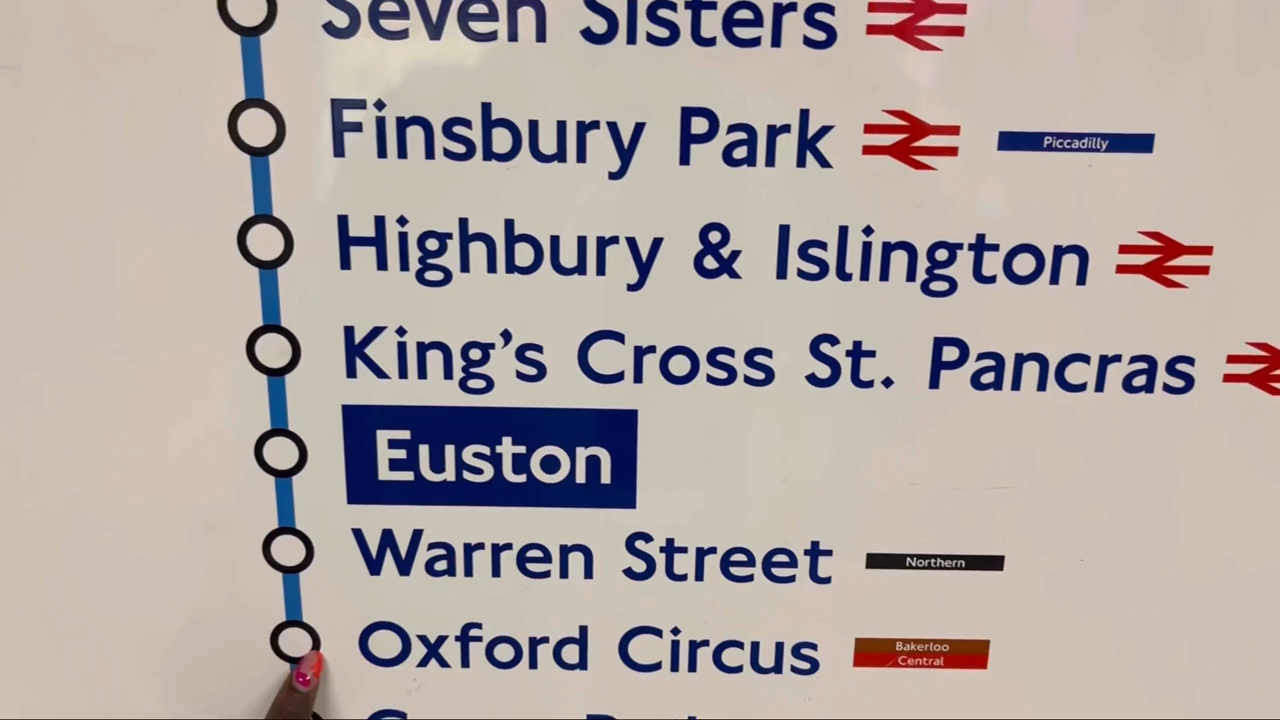 Seven Sisters
Finsbury Park Piccadilly
Highbury & Islington
King's Cross St. Pancras
Euston
Warren Street Northern
Oxford Circus Bakerloo
Central